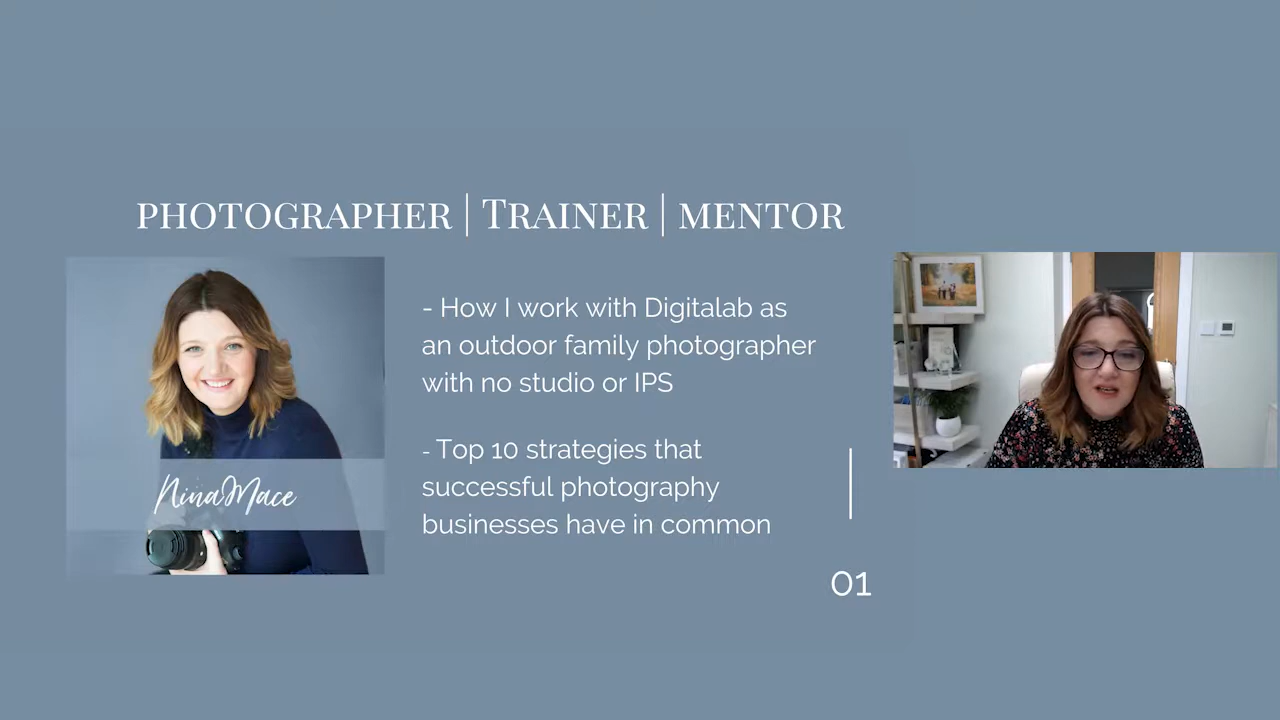 PHOTOGRAPHER | TRAINER | MENTOR
- How I work with Digitalab as
an outdoor family photographer
with no studio or IPS
- Top 10 strategies that
successful photography
businesses have in common
NinaMace
01